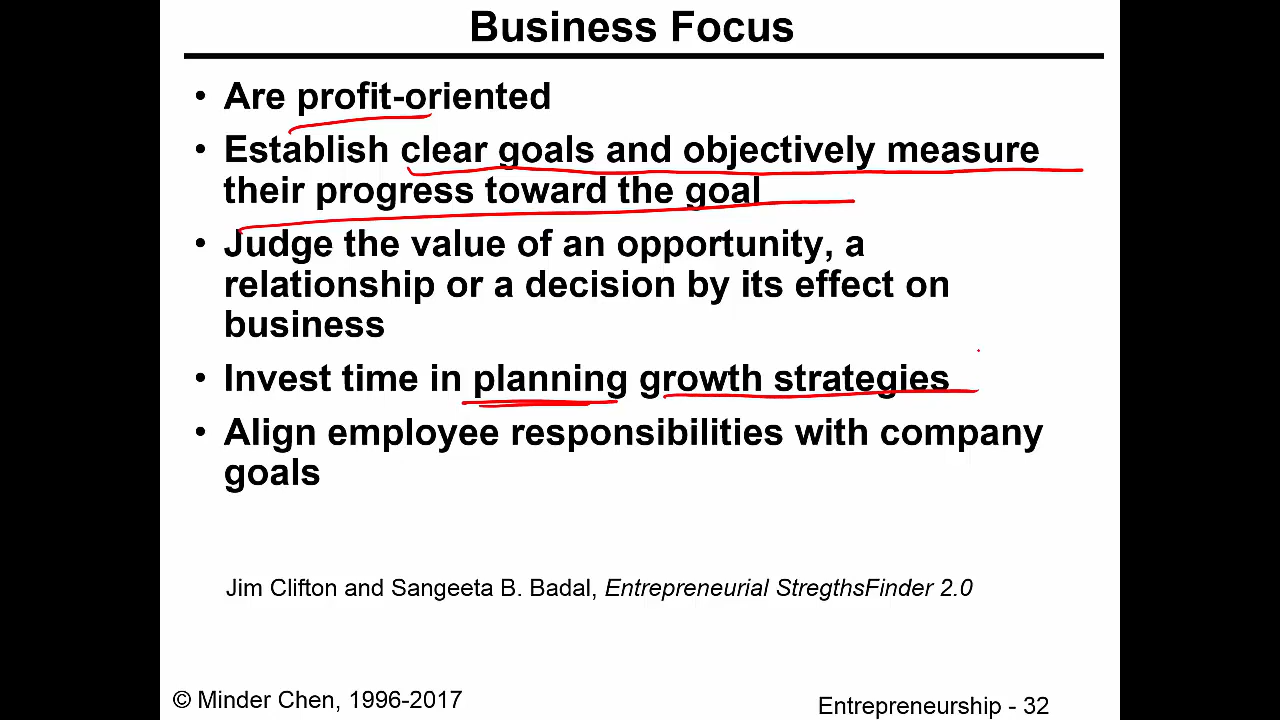 Business Focus
• Are profit-oriented
• Establish clear goals and objectively measure
their progress toward the goal
• Judge the value of an opportunity, a
relationship or a decision by its effect on
business
• Invest time in planning growth strategies
• Align employee responsibilities with company
goals
Jim Clifton and Sangeeta B. Badal, Entrepreneurial StregthsFinder 2.0
© Minder Chen, 1996-2017
Entrepreneurship - 32